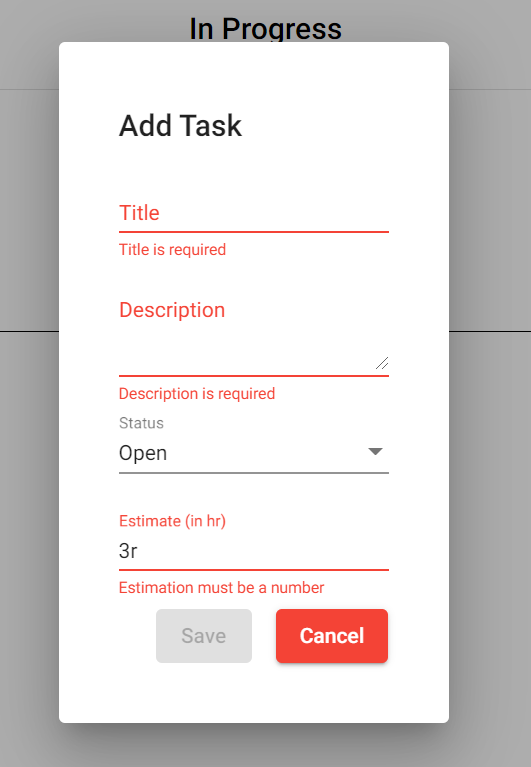 In Progress
Add Task
Title
Title is required
Description
Description is required
Status
Open
Estimate (in hr)
3r
Estimation must be a number
Save
Cancel